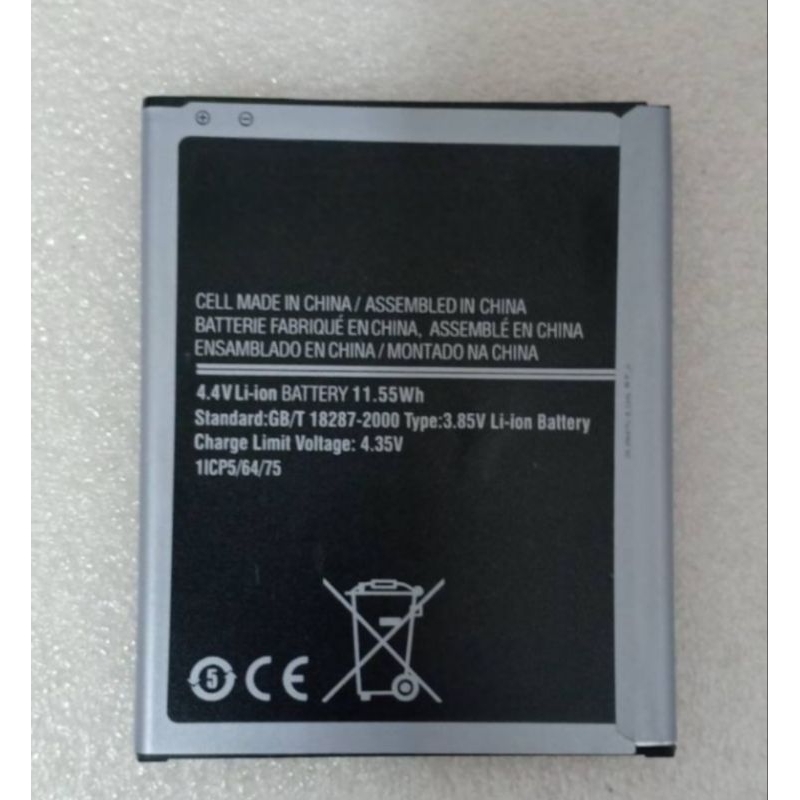 CELL MADE IN CHINA / ASSEMBLED IN CHINA
BATTERIE FABRIQUÉ EN CHINA, ASSEMBLÉ EN CHINA
ENSAMBLADO EN CHINA / MONTADO NA CHINA
4.4V Li-ion BATTERY 11.55Wh
Standard:GB/T 18287-2000 Type:3.85V Li-ion Battery
Charge Limit Voltage: 4.35V
1ICP5/64/75
5 CE